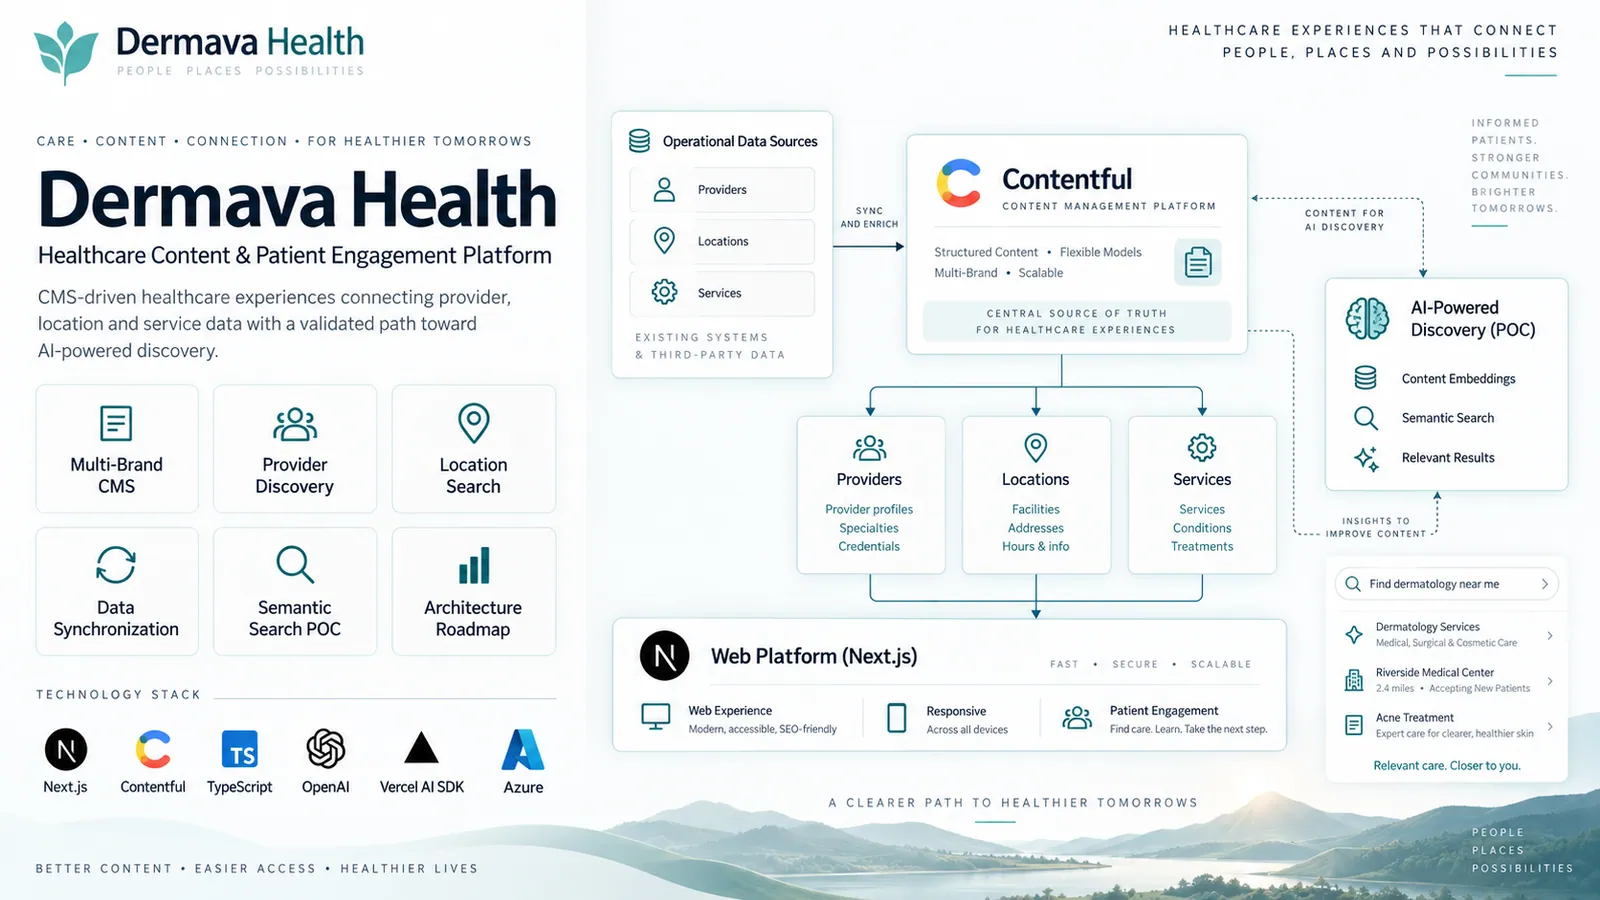 Dermava Health
PEOPLE PLACES POSSIBILITIES
CARE • CONTENT • CONNECTION • FOR HEALTHIER TOMORROWS
Dermava Health
Healthcare Content & Patient Engagement Platform
CMS-driven healthcare experiences connecting provider,
location and service data with a validated path toward
AI-powered discovery.
Multi-Brand
CMS
Provider
Discovery
Location
Search
Data
Synchronization
Semantic
Search POC
Architecture
Roadmap
TECHNOLOGY STACK
N
Next.js
Contentful
TS
TypeScript
OpenAI
Vercel AI SDK
Azure
BETTER CONTENT • EASIER ACCESS • HEALTHIER LIVES
HEALTHCARE EXPERIENCES THAT CONNECT
PEOPLE, PLACES AND POSSIBILITIES
INFORMED
PATIENTS.
STRONGER
COMMUNITIES.
BRIGHTER
TOMORROWS.
Operational Data Sources
Providers
Locations
Services
EXISTING SYSTEMS
& THIRD-PARTY DATA
SYNC
AND ENRICH
Contentful
CONTENT MANAGEMENT PLATFORM
Structured Content • Flexible Models
Multi-Brand • Scalable
CENTRAL SOURCE OF TRUTH
FOR HEALTHCARE EXPERIENCES
CONTENT FOR
AI DISCOVERY
AI-Powered
Discovery (POC)
Content Embeddings
Semantic Search
Relevant Results
INSIGHTS TO
IMPROVE CONTENT
Providers
Provider profiles
Specialties
Credentials
Locations
Facilities
Addresses
Hours & info
Services
Services
Conditions
Treatments
N
Web Platform (Next.js)
FAST • SECURE • SCALABLE
Web Experience
Modern, accessible, SEO-friendly
Responsive
Across all devices
Patient Engagement
Find care. Learn. Take the next step.
Find dermatology near me
Dermatology Services
Medical, Surgical & Cosmetic Care
Riverside Medical Center
2.4 miles • Accepting New Patients
Acne Treatment
Expert care for clearer, healthier skin
Relevant care. Closer to you.
A CLEARER PATH TO HEALTHIER TOMORROWS
PEOPLE
PLACES
POSSIBILITIES